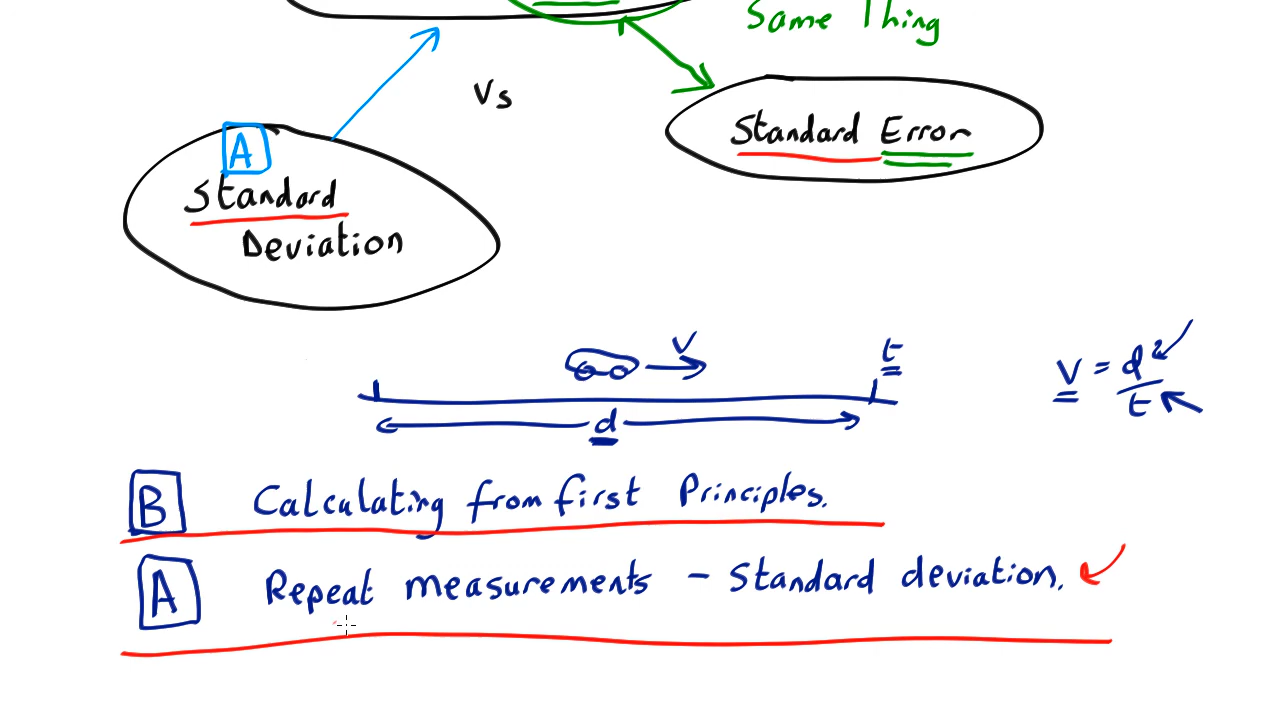 Same Thing
Vs
Standard Error
A
Standard
Deviation
V
t
d
V = d
t
B Calculating from first Principles.
A Repeat measurements - Standard deviation.